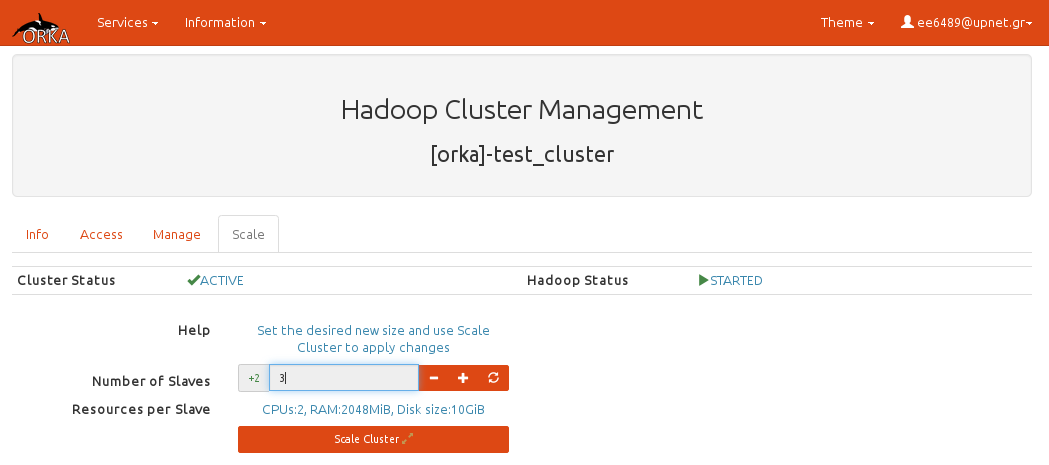 ORKA
Services
Information
Theme
ee6489@upnet.gr
Hadoop Cluster Management
[orka]-test_cluster
Info
Access
Manage
Scale
Cluster Status
ACTIVE
Hadoop Status
STARTED
Help
Set the desired new size and use Scale
Cluster to apply changes
Number of Slaves
+2
3
Resources per Slave
CPUs:2, RAM:2048MiB, Disk size:10GiB
Scale Cluster